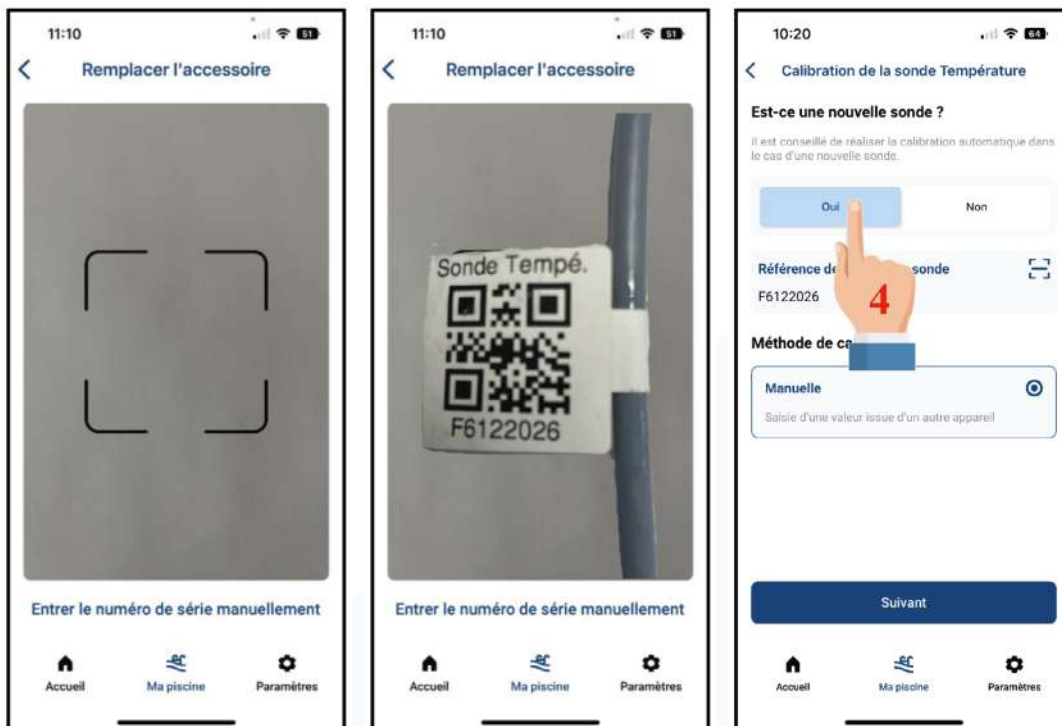 11:10
51
Remplacer l'accessoire
Entrer le numéro de série manuellement
Accueil
Ma piscine
Paramètres
11:10
51
Remplacer l'accessoire
Sonde Tempé.
F6122026
Entrer le numéro de série manuellement
Accueil
Ma piscine
Paramètres
10:20
64
Calibration de la sonde Température
Est-ce une nouvelle sonde ?
Il est conseillé de réaliser la calibration automatique dans
le cas d'une nouvelle sonde.
Oui
Non
Référence de sonde
F6122026
4
Méthode de
Manuelle
Saisie d'une valeur issue d'un autre appareil
Suivant
Accueil
Ma piscine
Paramètres